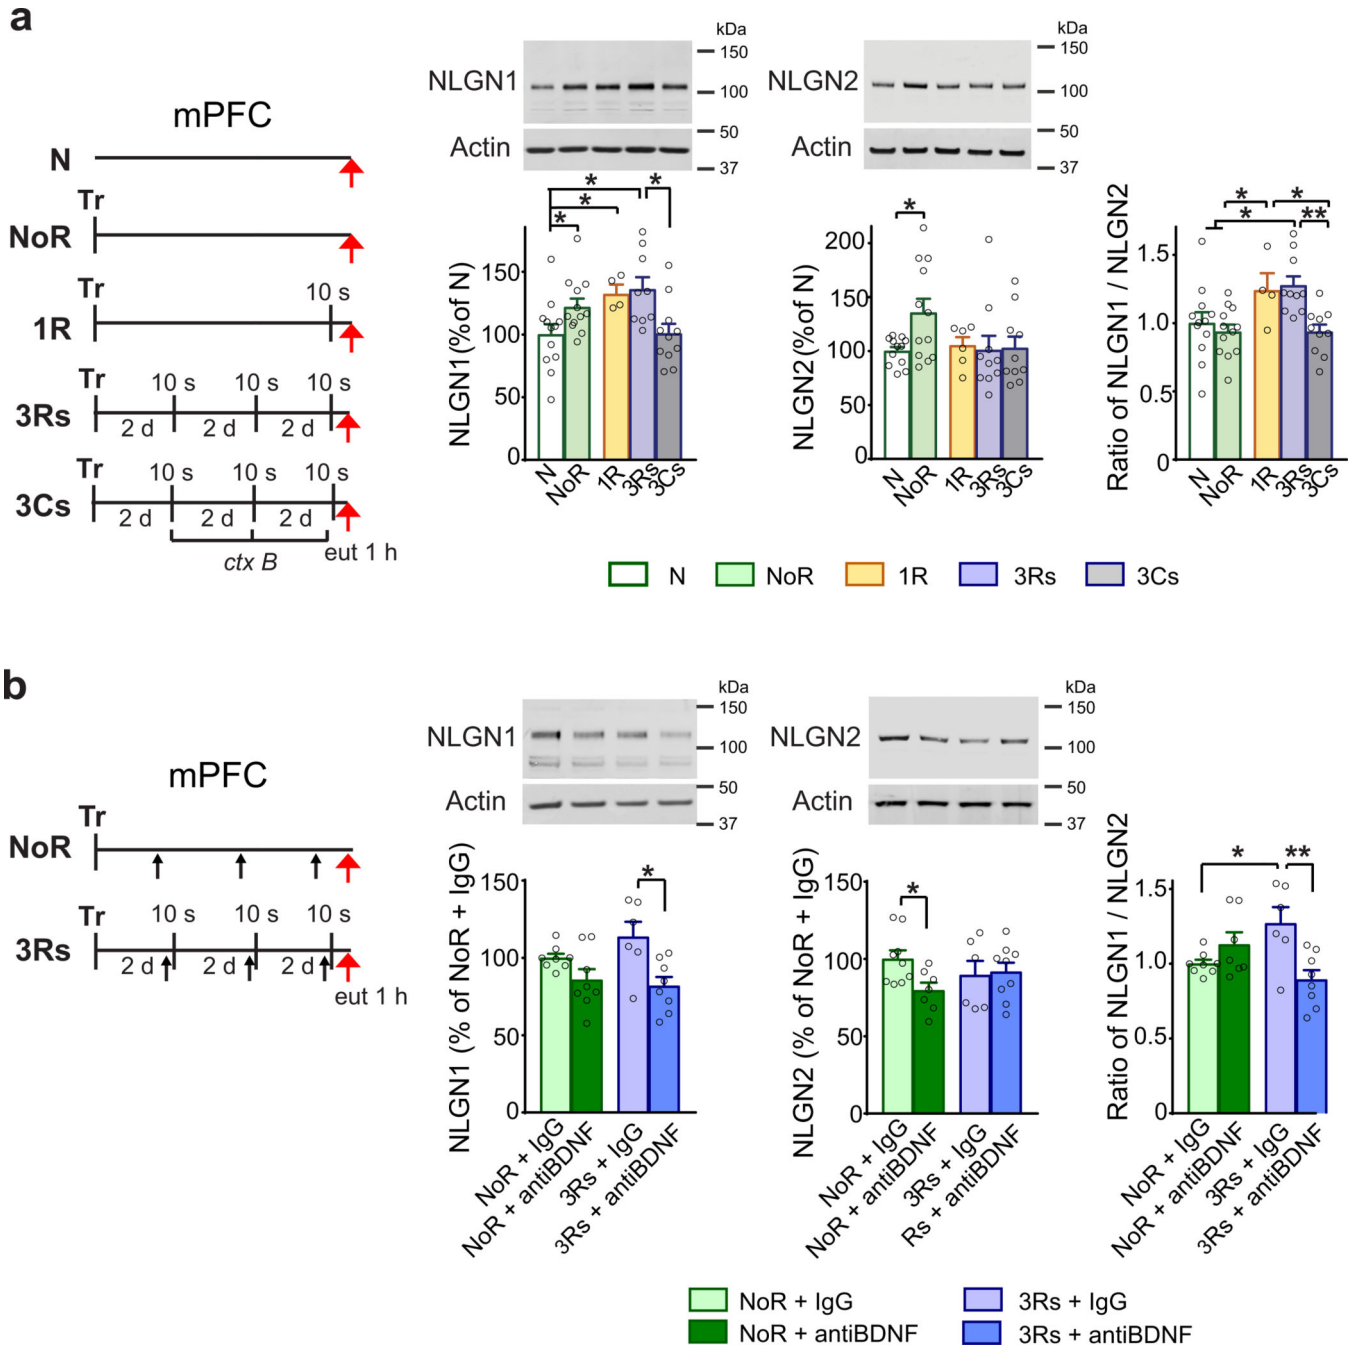 a
mPFC
N
Tr
NoR
Tr
10 s
1R
Tr
10 s
10 s
10 s
3Rs
2 d
2 d
2 d
Tr
10 s
10 s
10 s
3Cs
2 d
2 d
2 d
ctx B
eut 1 h
kDa
NLGN1
150
100
Actin
50
37
*
*
*
*
NLGN1 (% of N)
150
100
50
0
N
NoR
1R
3Rs
3Cs
kDa
NLGN2
150
100
Actin
50
37
*
NLGN2 (% of N)
200
150
100
50
0
N
NoR
1R
3Rs
3Cs
*
*
*
**
Ratio of NLGN1 / NLGN2
1.5
1.0
0.5
0
N
NoR
1R
3Rs
3Cs
N
NoR
1R
3Rs
3Cs
b
mPFC
Tr
NoR
Tr
10 s
10 s
10 s
3Rs
2 d
2 d
2 d
eut 1 h
kDa
NLGN1
150
100
Actin
50
37
*
NLGN1 (% of NoR + IgG)
150
100
50
0
NoR + IgG
NoR + antiBDNF
3Rs + IgG
3Rs + antiBDNF
kDa
NLGN2
150
100
Actin
50
37
*
NLGN2 (% of NoR + IgG)
150
100
50
0
NoR + IgG
NoR + antiBDNF
3Rs + IgG
Rs + antiBDNF
*
**
Ratio of NLGN1 / NLGN2
1.5
1.0
0.5
0
NoR + IgG
NoR + antiBDNF
3Rs + IgG
3Rs + antiBDNF
NoR + IgG
3Rs + IgG
NoR + antiBDNF
3Rs + antiBDNF